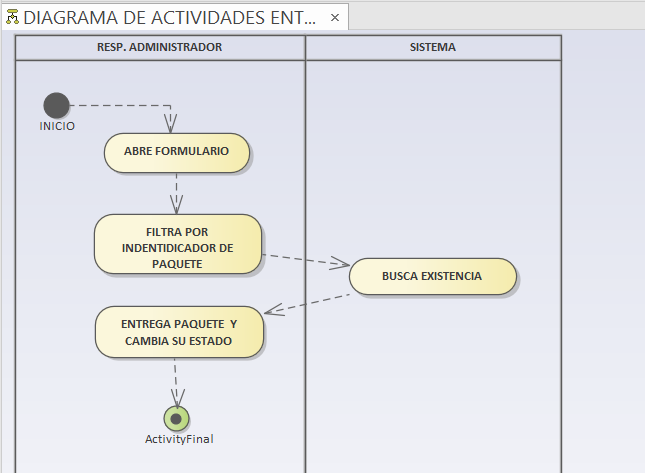 DIAGRAMA DE ACTIVIDADES ENT...
RESP. ADMINISTRADOR
SISTEMA
INICIO
ABRE FORMULARIO
FILTRA POR
INDENTIDICADOR DE
PAQUETE
BUSCA EXISTENCIA
ENTREGA PAQUETE Y
CAMBIA SU ESTADO
ActivityFinal